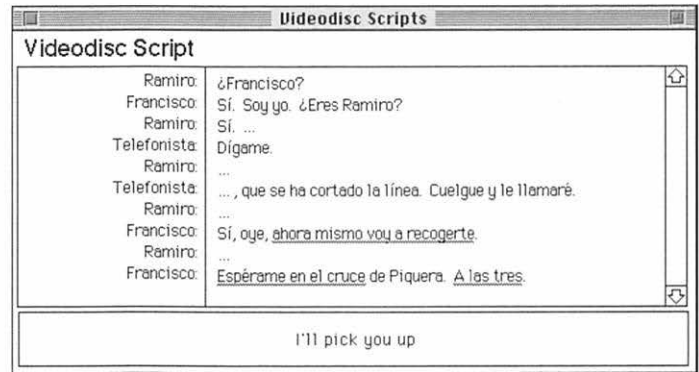 Videodisc Scripts
Videodisc Script
Ramiro: ¿Francisco?
Francisco: Sí. Soy yo. ¿Eres Ramiro?
Ramiro: Sí. ...
Telefonista: Dígame.
Ramiro: ...
Telefonista: ... , que se ha cortado la línea. Cuelgue y le llamaré.
Ramiro: ...
Francisco: Sí, oye, ahora mismo voy a recogerte.
Ramiro: ...
Francisco: Espérame en el cruce de Piquera. A las tres.
I'll pick you up